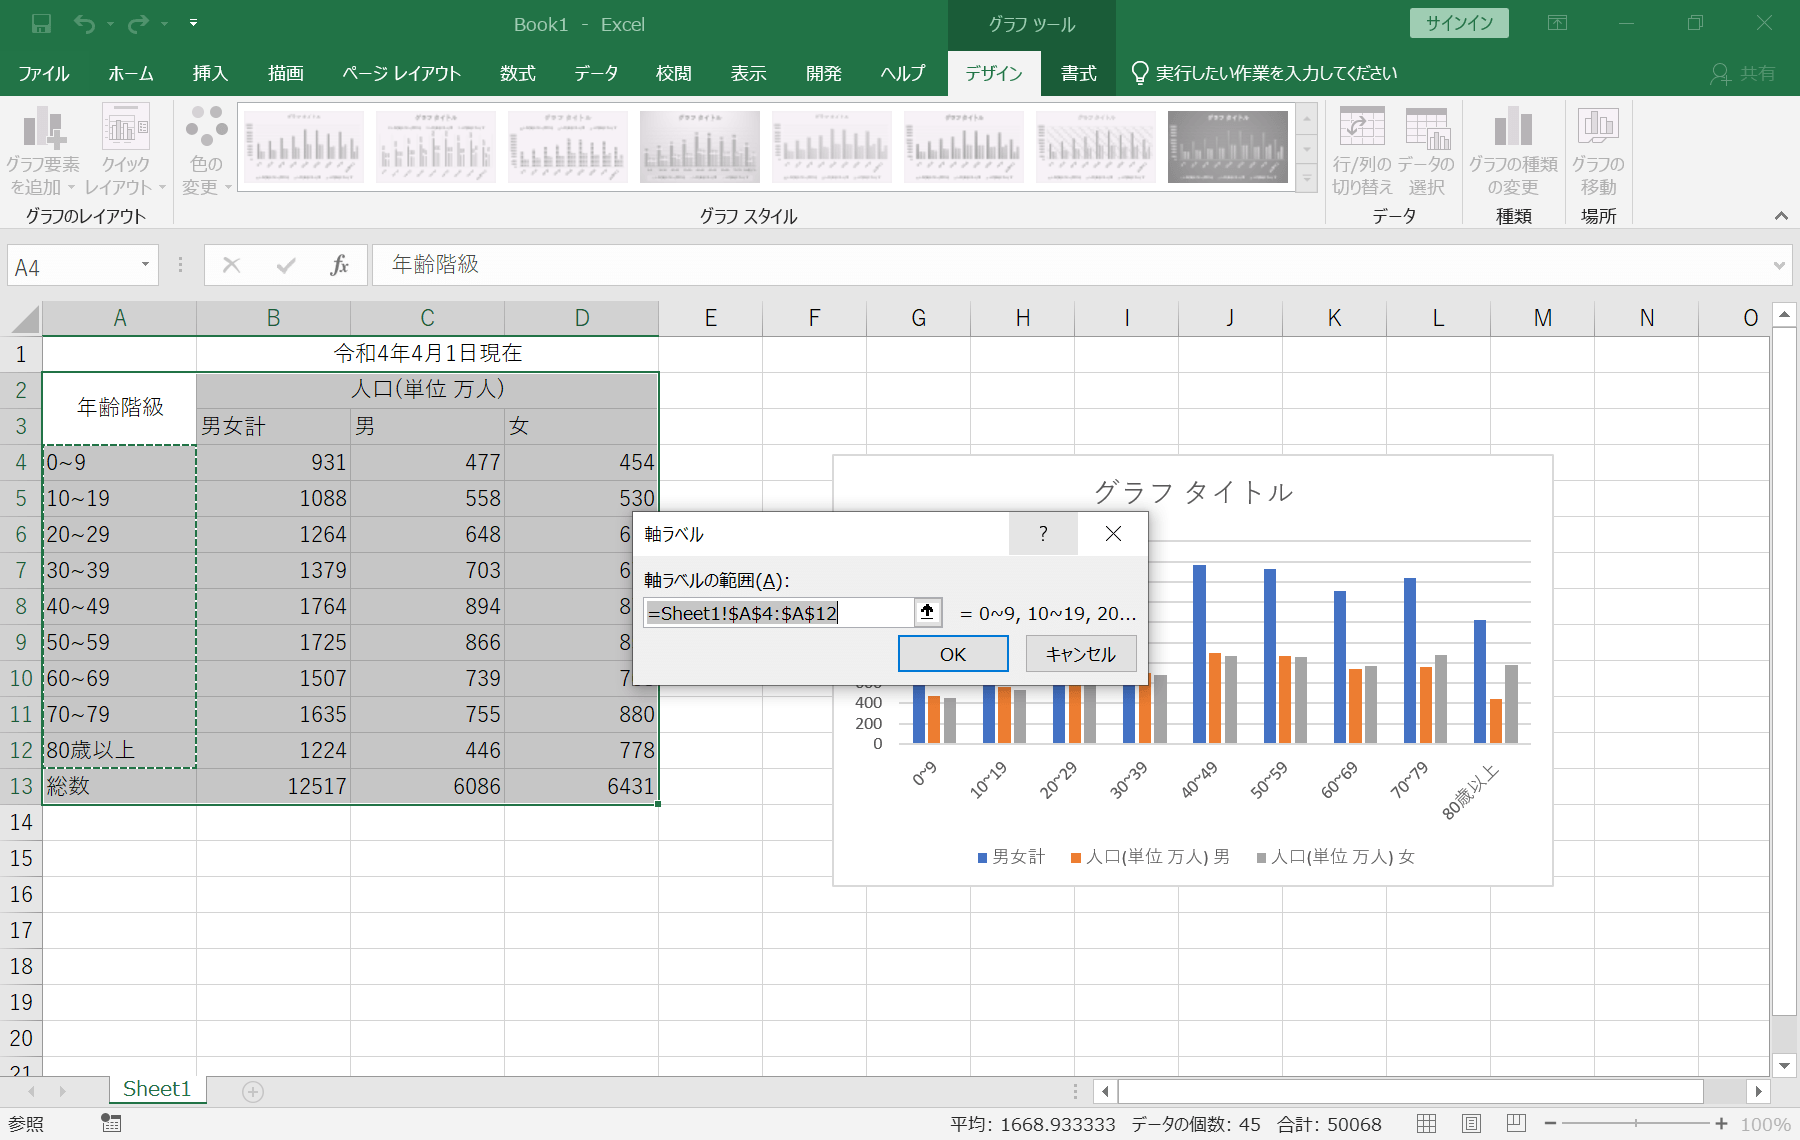 Book1 - Excel
グラフ ツール
サインイン
ファイル ホーム 挿入 描画 ページ レイアウト 数式 データ 校閲 表示 開発 ヘルプ デザイン 書式 実行したい作業を入力してください 共有
グラフ要素を追加
クイックレイアウト
色の変更
行/列の切り替え
データの選択
グラフの種類の変更
グラフの移動
グラフのレイアウト グラフ スタイル データ 種類 場所
A4 fx 年齢階級
A B C D E F G H I J K L M N O
1 令和4年4月1日現在
2 年齢階級 人口(単位 万人)
3 男女計 男 女
4 0~9 931 477 454
5 10~19 1088 558 530
6 20~29 1264 648 6
7 30~39 1379 703 6
8 40~49 1764 894 8
9 50~59 1725 866 8
10 60~69 1507 739 7
11 70~79 1635 755 880
12 80歳以上 1224 446 778
13 総数 12517 6086 6431
14
15
16
17
18
19
20
21
グラフ タイトル
軸ラベル ?
軸ラベルの範囲(A):
=Sheet1!$A$4:$A$12 = 0~9, 10~19, 20...
OK キャンセル
600
400
200
0
0~9 10~19 20~29 30~39 40~49 50~59 60~69 70~79 80歳以上
男女計 人口(単位 万人) 男 人口(単位 万人) 女
Sheet1
参照 平均: 1668.933333 データの個数: 45 合計: 50068 100%